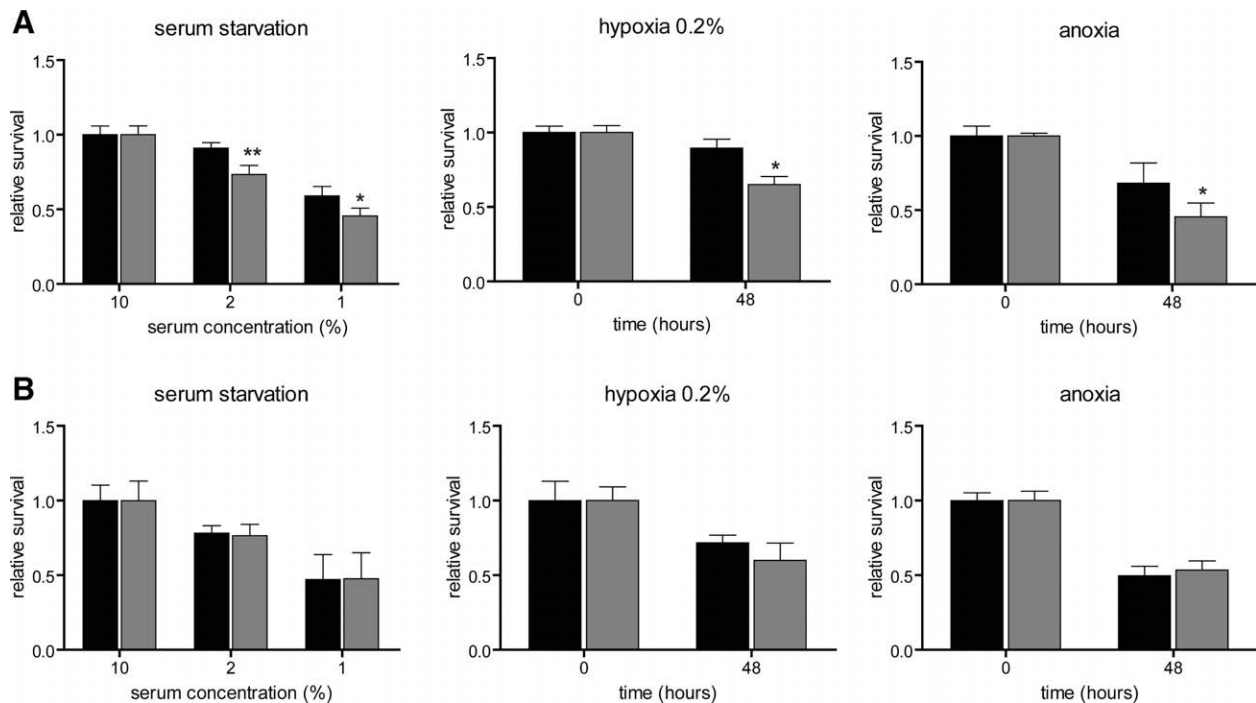 A
serum starvation
hypoxia 0.2%
anoxia
relative survival
1.5
1.0
0.5
0.0
**
*
10
2
1
serum concentration (%)
relative survival
1.5
1.0
0.5
0.0
*
0
48
time (hours)
relative survival
1.5
1.0
0.5
0.0
*
0
48
time (hours)
B
serum starvation
hypoxia 0.2%
anoxia
relative survival
1.5
1.0
0.5
0.0
10
2
1
serum concentration (%)
relative survival
1.5
1.0
0.5
0.0
0
48
time (hours)
relative survival
1.5
1.0
0.5
0.0
0
48
time (hours)